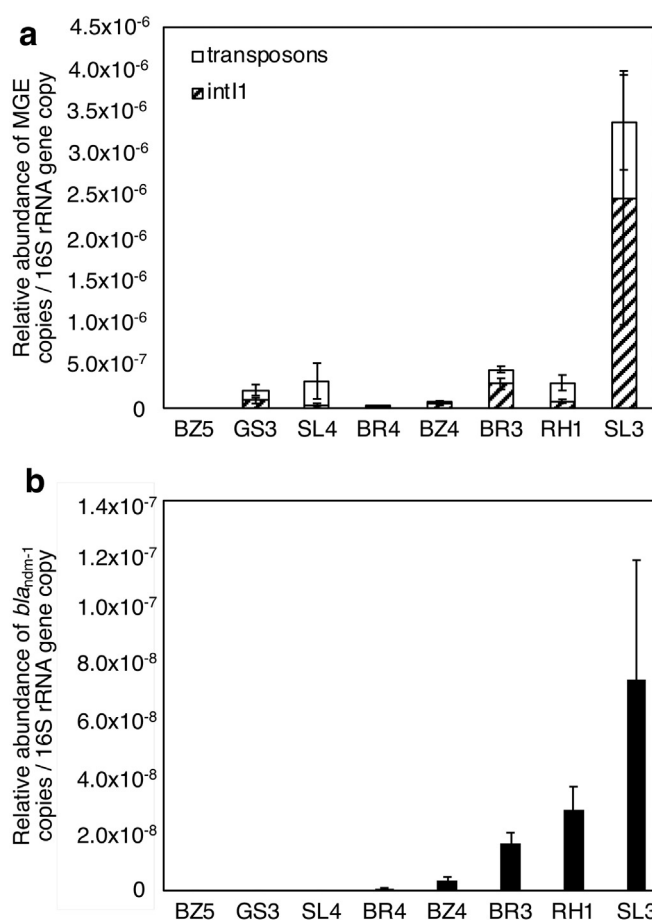 a
Relative abundance of MGE
copies / 16S rRNA gene copy
4.5x10⁻⁶
4.0x10⁻⁶
3.5x10⁻⁶
3.0x10⁻⁶
2.5x10⁻⁶
2.0x10⁻⁶
1.5x10⁻⁶
1.0x10⁻⁶
5.0x10⁻⁷
0
transposons
intI1
BZ5 GS3 SL4 BR4 BZ4 BR3 RH1 SL3
b
Relative abundance of bla_ndm-1
copies / 16S rRNA gene copy
1.4x10⁻⁷
1.2x10⁻⁷
1.0x10⁻⁷
8.0x10⁻⁸
6.0x10⁻⁸
4.0x10⁻⁸
2.0x10⁻⁸
0
BZ5 GS3 SL4 BR4 BZ4 BR3 RH1 SL3